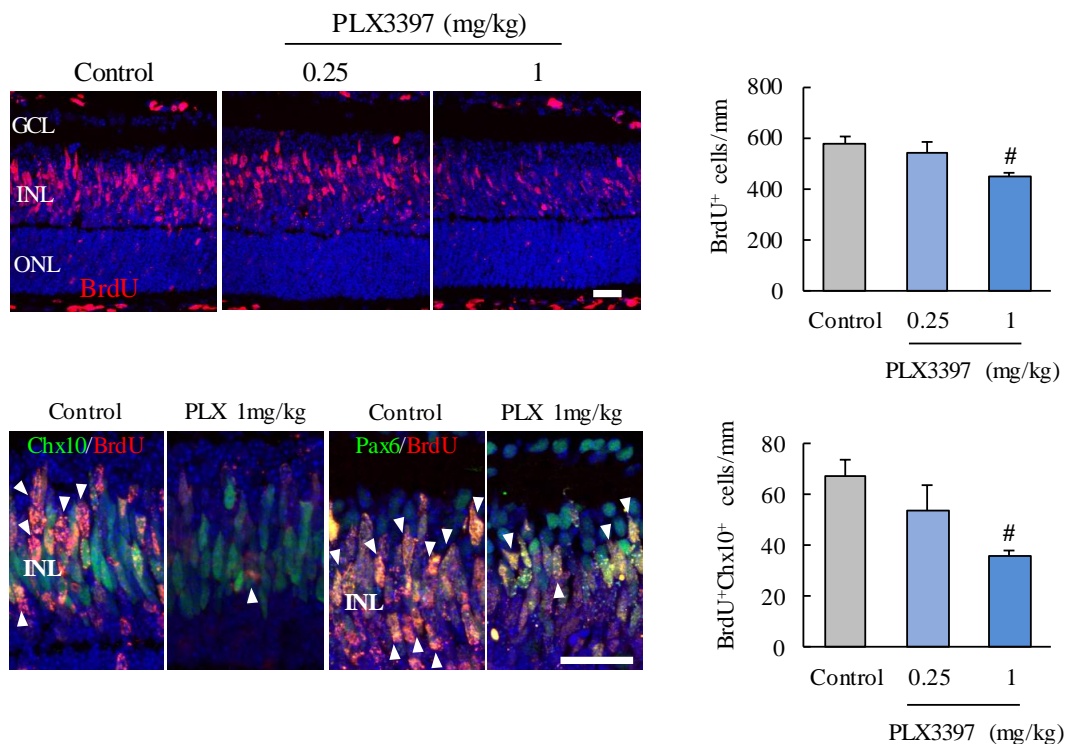 PLX3397 (mg/kg)
Control 0.25 1
GCL
INL
ONL
BrdU
800
600
400
200
0
BrdU⁺ cells/mm
#
Control 0.25 1
PLX3397 (mg/kg)
Control PLX 1mg/kg Control PLX 1mg/kg
Chx10/BrdU Pax6/BrdU
INL INL
80
60
40
20
0
BrdU⁺Chx10⁺ cells/mm
#
Control 0.25 1
PLX3397 (mg/kg)